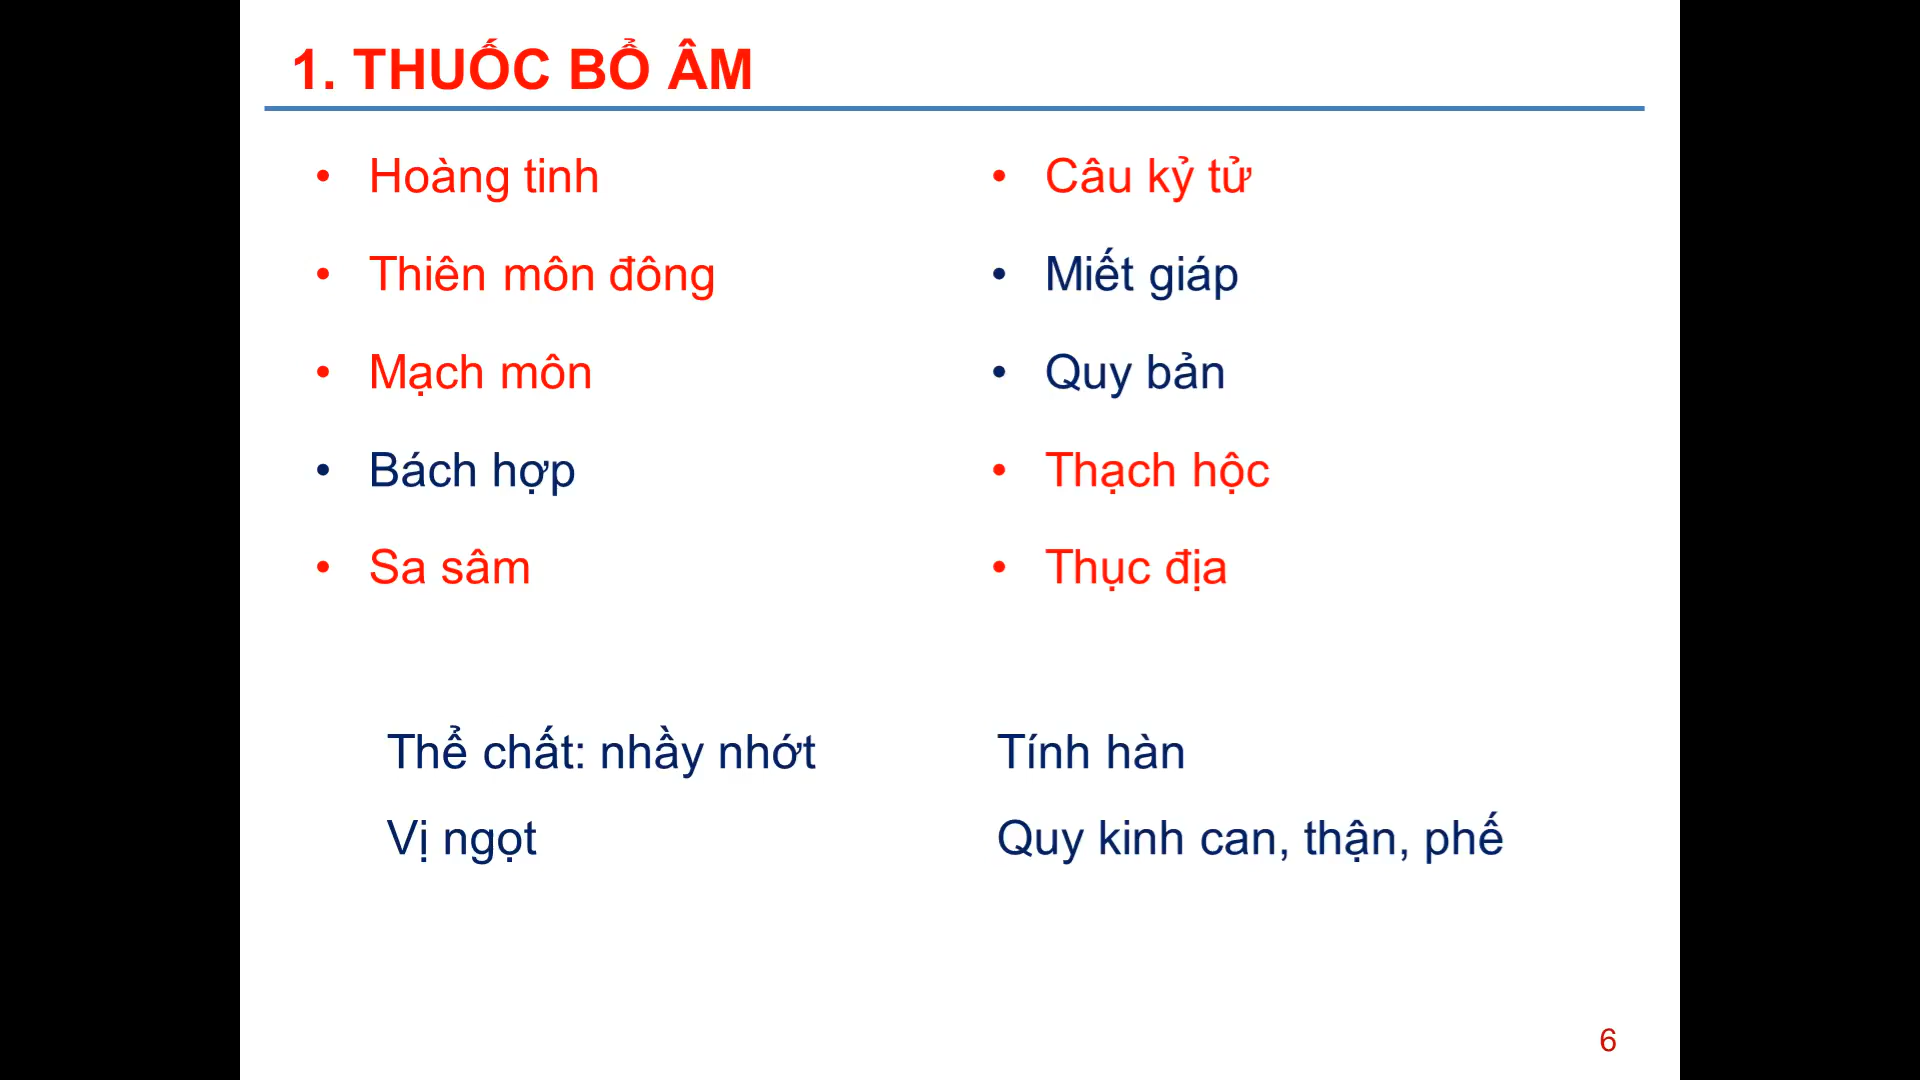 1. THUỐC BỔ ÂM
• Hoàng tinh
• Thiên môn đông
• Mạch môn
• Bách hợp
• Sa sâm
• Câu kỷ tử
• Miết giáp
• Quy bản
• Thạch hộc
• Thục địa
Thể chất: nhầy nhớt
Vị ngọt
Tính hàn
Quy kinh can, thận, phế
6